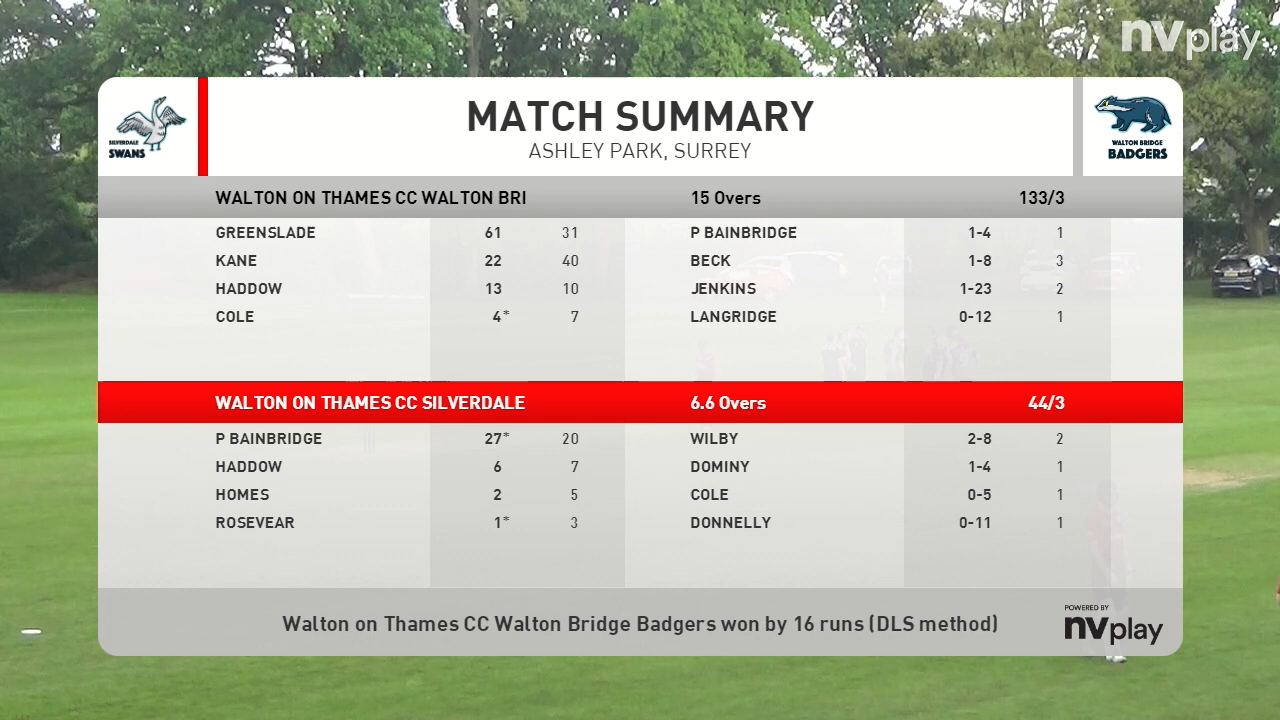 nvplay
SILVERDALE
SWANS
MATCH SUMMARY
ASHLEY PARK, SURREY
WALTON BRIDGE
BADGERS
WALTON ON THAMES CC WALTON BRI 15 Overs 133/3
GREENSLADE 61 31 P BAINBRIDGE 1-4 1
KANE 22 40 BECK 1-8 3
HADDOW 13 10 JENKINS 1-23 2
COLE 4* 7 LANGRIDGE 0-12 1
WALTON ON THAMES CC SILVERDALE 6.6 Overs 44/3
P BAINBRIDGE 27* 20 WILBY 2-8 2
HADDOW 6 7 DOMINY 1-4 1
HOMES 2 5 COLE 0-5 1
ROSEVEAR 1* 3 DONNELLY 0-11 1
Walton on Thames CC Walton Bridge Badgers won by 16 runs (DLS method)
POWERED BY
nvplay